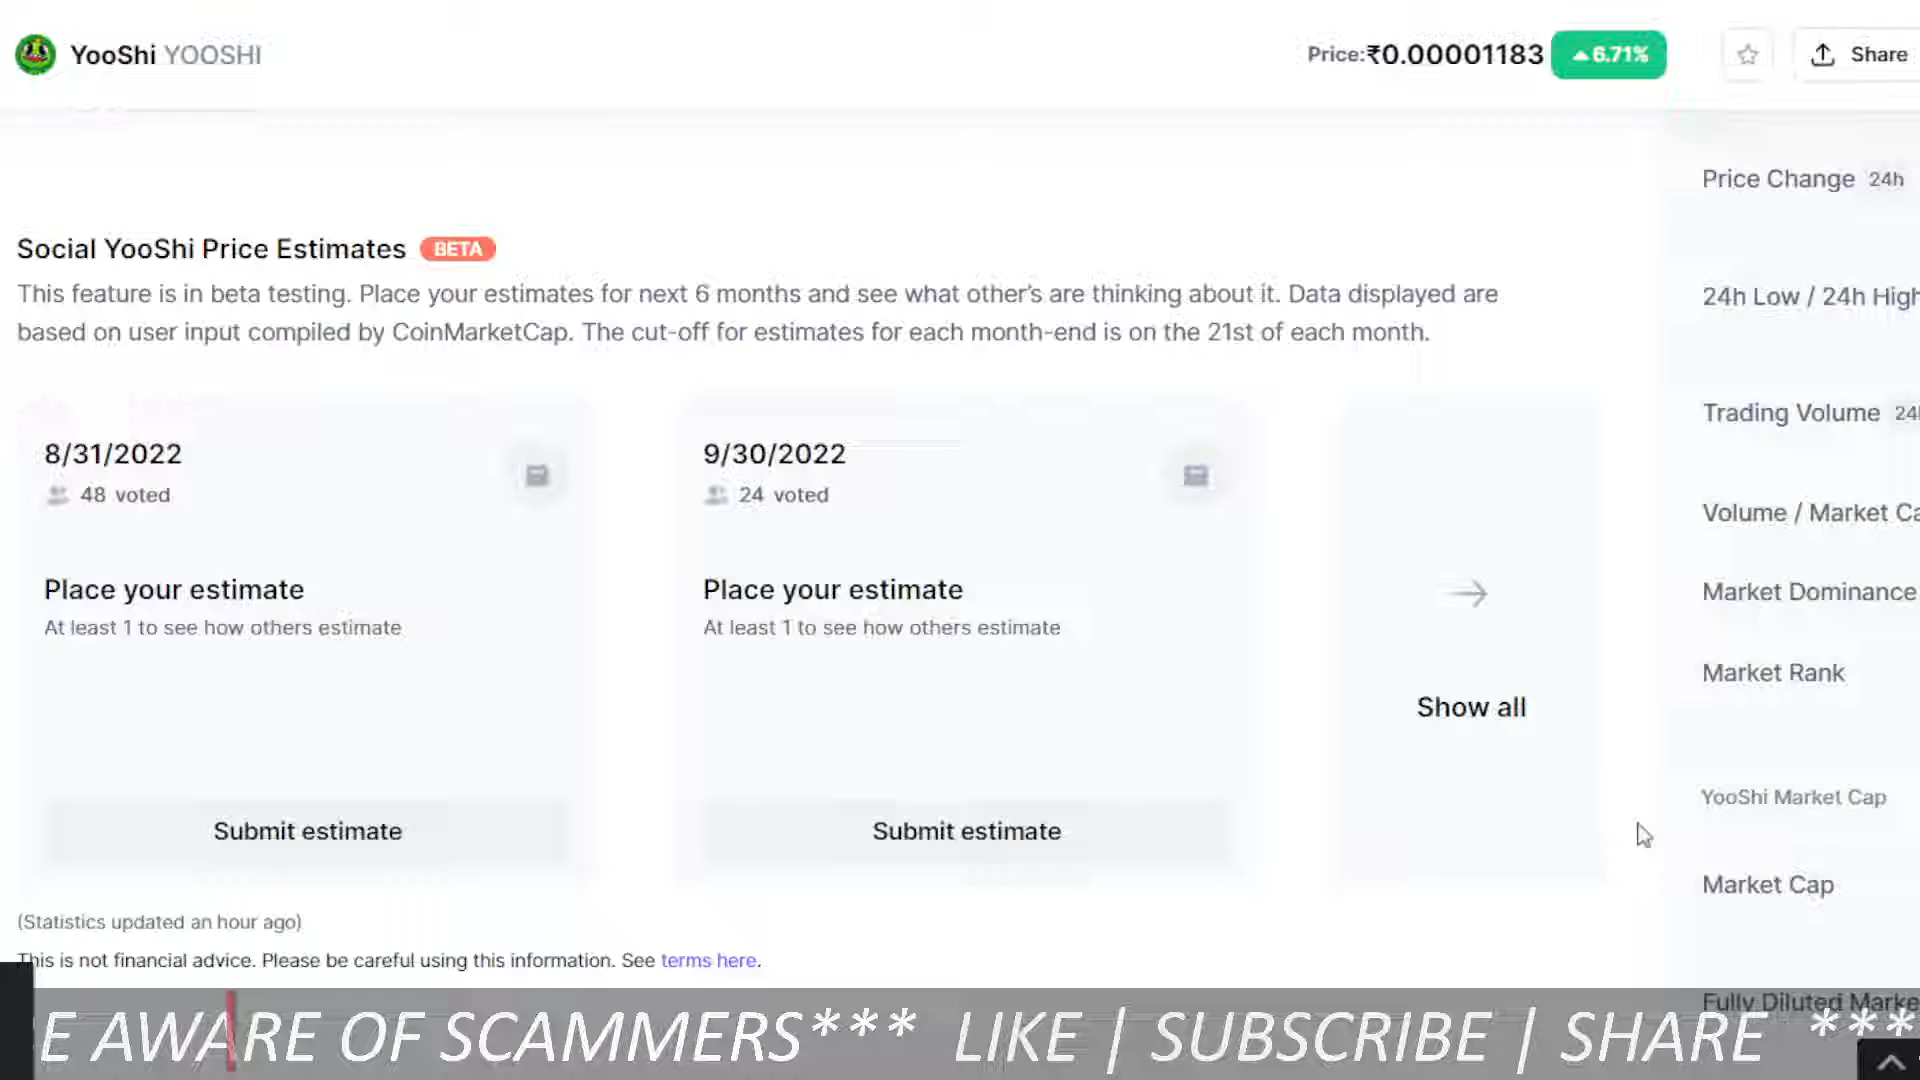 YooShi YOOSHI
Price:₹0.00001183 6.71%
Share
Price Change 24h
Social YooShi Price Estimates BETA
This feature is in beta testing. Place your estimates for next 6 months and see what other's are thinking about it. Data displayed are
based on user input compiled by CoinMarketCap. The cut-off for estimates for each month-end is on the 21st of each month.
24h Low / 24h High
Trading Volume 24h
8/31/2022
48 voted
Place your estimate
At least 1 to see how others estimate
Submit estimate
9/30/2022
24 voted
Place your estimate
At least 1 to see how others estimate
Submit estimate
Show all
Volume / Market Ca
Market Dominance
Market Rank
YooShi Market Cap
Market Cap
Fully Diluted Marke
(Statistics updated an hour ago)
This is not financial advice. Please be careful using this information. See terms here.
E AWARE OF SCAMMERS*** LIKE | SUBSCRIBE | SHARE ***